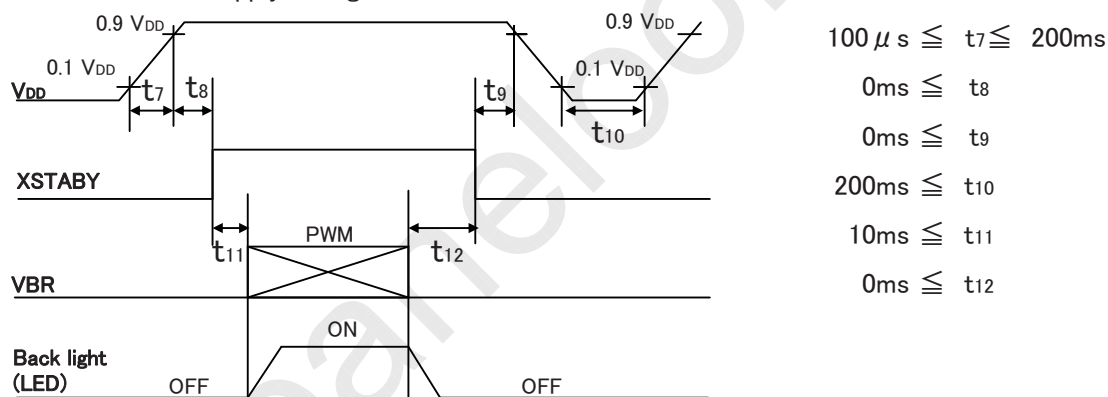 0.9 VDD
0.9 VDD
100 μ s ≦ t7 ≦ 200ms
0.1 VDD
0.1 VDD
VDD
t7
t8
t9
t10
0ms ≦ t8
0ms ≦ t9
XSTABY
200ms ≦ t10
t11
PWM
t12
10ms ≦ t11
VBR
0ms ≦ t12
ON
Back light
(LED)
OFF
OFF